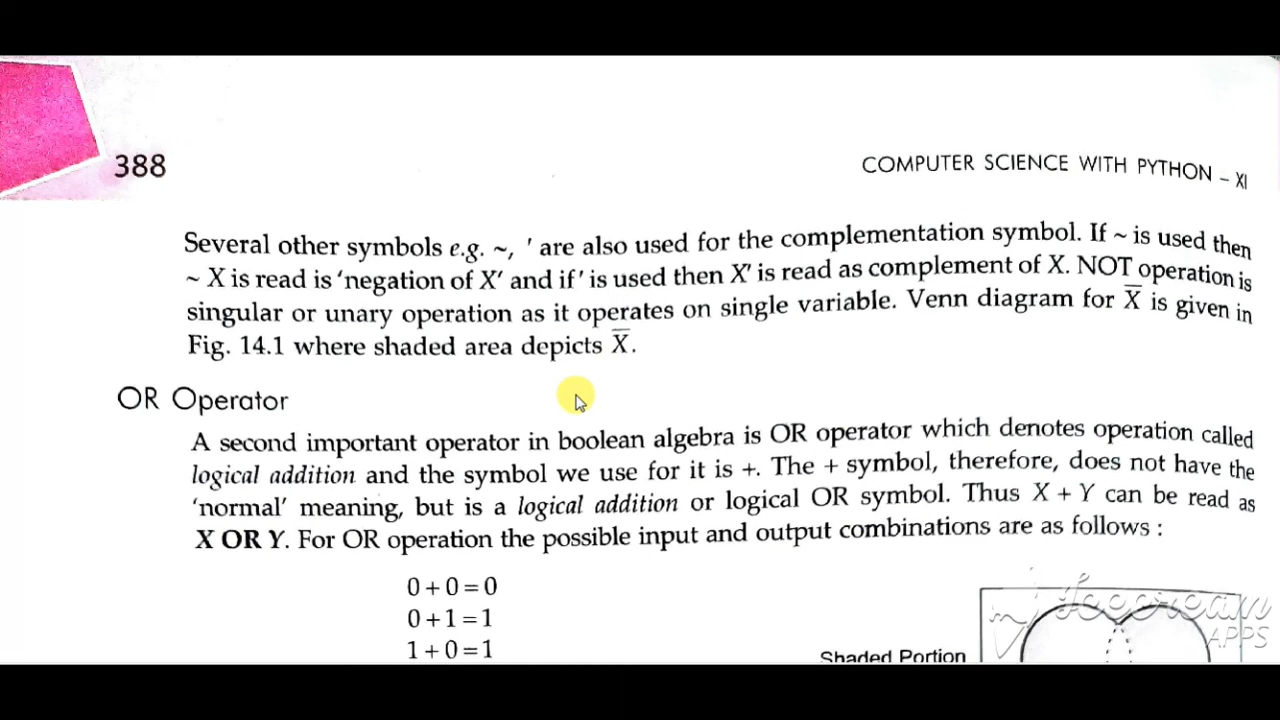 388
COMPUTER SCIENCE WITH PYTHON – XI
Several other symbols e.g. ~, ′ are also used for the complementation symbol. If ~ is used then
~ X is read is 'negation of X' and if ′ is used then X′ is read as complement of X. NOT operation is
singular or unary operation as it operates on single variable. Venn diagram for X̅ is given in
Fig. 14.1 where shaded area depicts X̅.
OR Operator
A second important operator in boolean algebra is OR operator which denotes operation called
logical addition and the symbol we use for it is +. The + symbol, therefore, does not have the
'normal' meaning, but is a logical addition or logical OR symbol. Thus X + Y can be read as
X OR Y. For OR operation the possible input and output combinations are as follows :
0 + 0 = 0
0 + 1 = 1
1 + 0 = 1
Shaded Portion
APPS